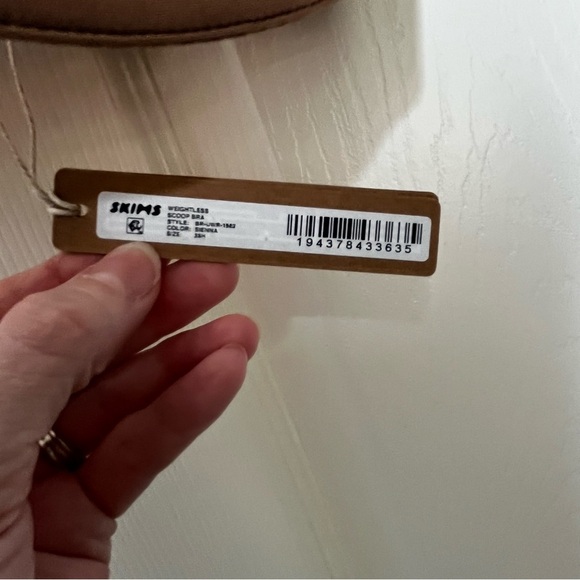 SKIMS
WEIGHTLESS
SCOOP BRA
STYLE:
COLOR: SIENNA
SIZE:
194378433635